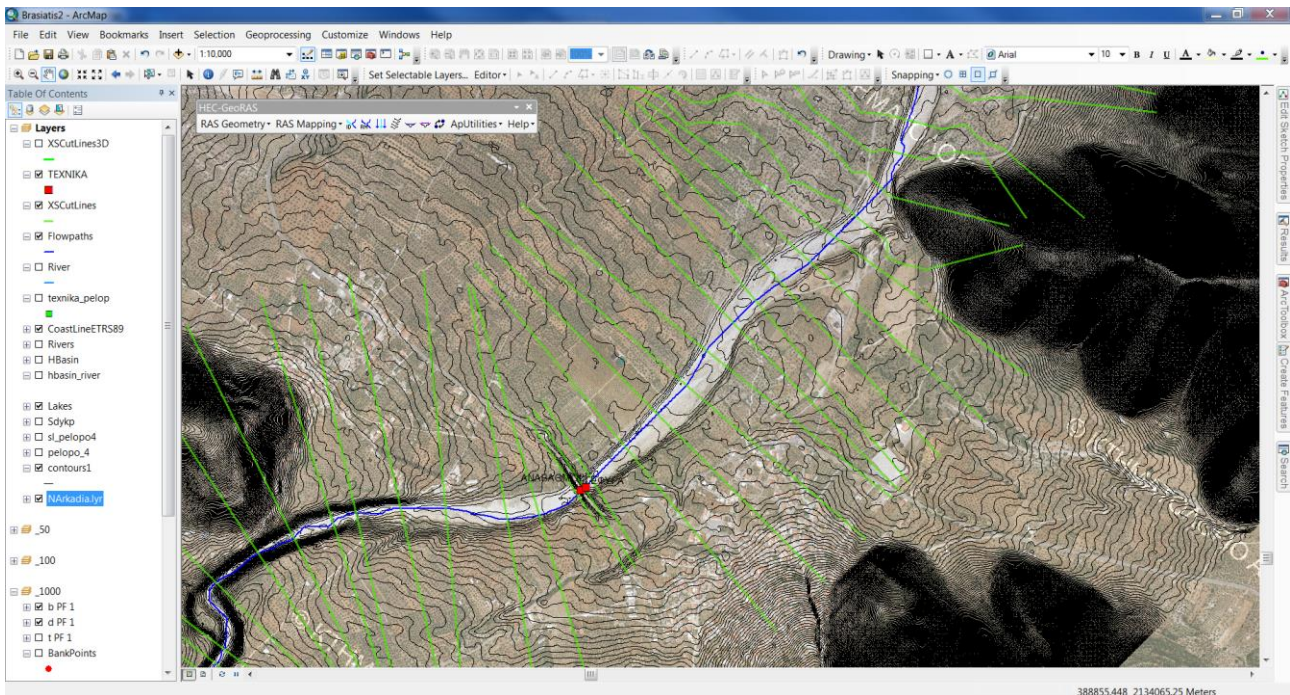 Brasiatis2 - ArcMap
File Edit View Bookmarks Insert Selection Geoprocessing Customize Windows Help
1:10,000
Drawing
Arial
10
B I U A
Set Selectable Layers...
Editor
Snapping
Table Of Contents
Layers
XSCutLines3D
TEXNIKA
XSCutLines
Flowpaths
River
texnika_pelop
CoastLineETRS89
Rivers
HBasin
hbasin_river
Lakes
Sdykp
sl_pelopo4
pelopo_4
contours1
NArkadia.lyr
_50
_100
_1000
b PF 1
d PF 1
t PF 1
BankPoints
HEC-GeoRAS
RAS Geometry RAS Mapping ApUtilities Help
Edit Sketch Properties
Results
ArcToolbox
Create Features
Search
388855.448 2134065.25 Meters